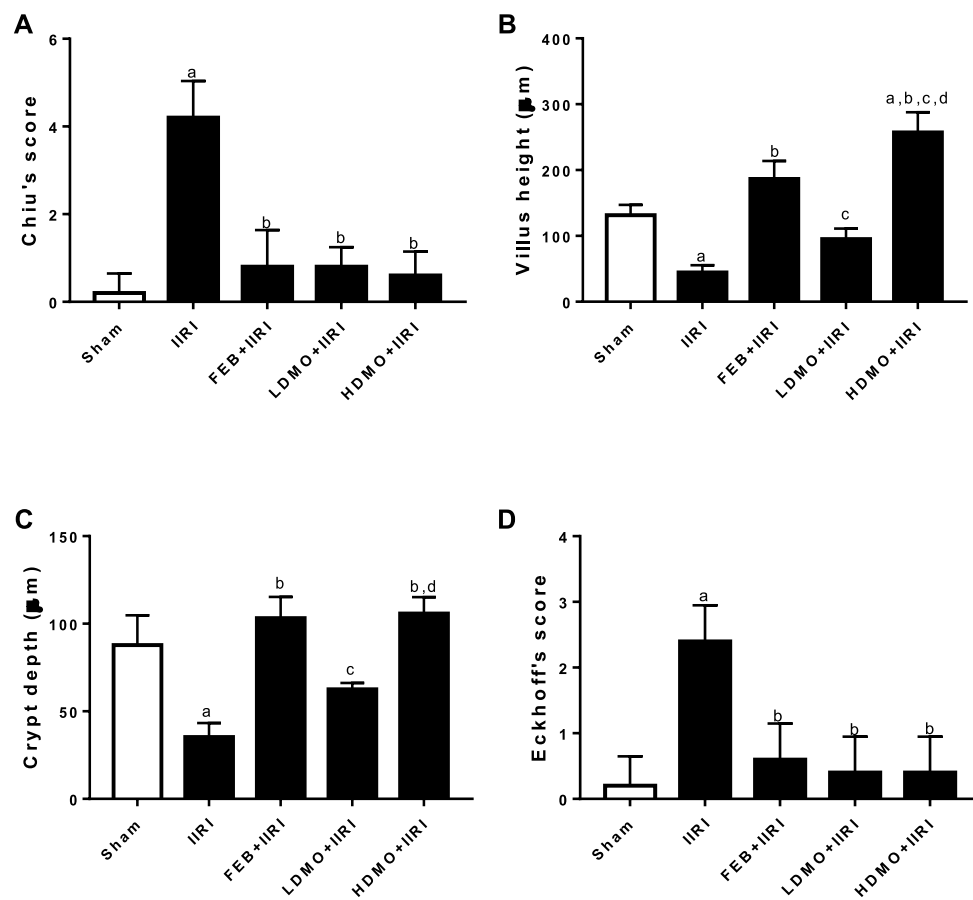 A
Chiu's score
6
4
2
0
a
b
b
b
Sham
IIRI
FEB+IIRI
LDMO+IIRI
HDMO+IIRI
B
Villus height (μm)
400
300
200
100
0
a
b
c
a,b,c,d
Sham
IIRI
FEB+IIRI
LDMO+IIRI
HDMO+IIRI
C
Crypt depth (μm)
150
100
50
0
a
b
c
b,d
Sham
IIRI
FEB+IIRI
LDMO+IIRI
HDMO+IIRI
D
Eckhoff's score
4
3
2
1
0
a
b
b
b
Sham
IIRI
FEB+IIRI
LDMO+IIRI
HDMO+IIRI